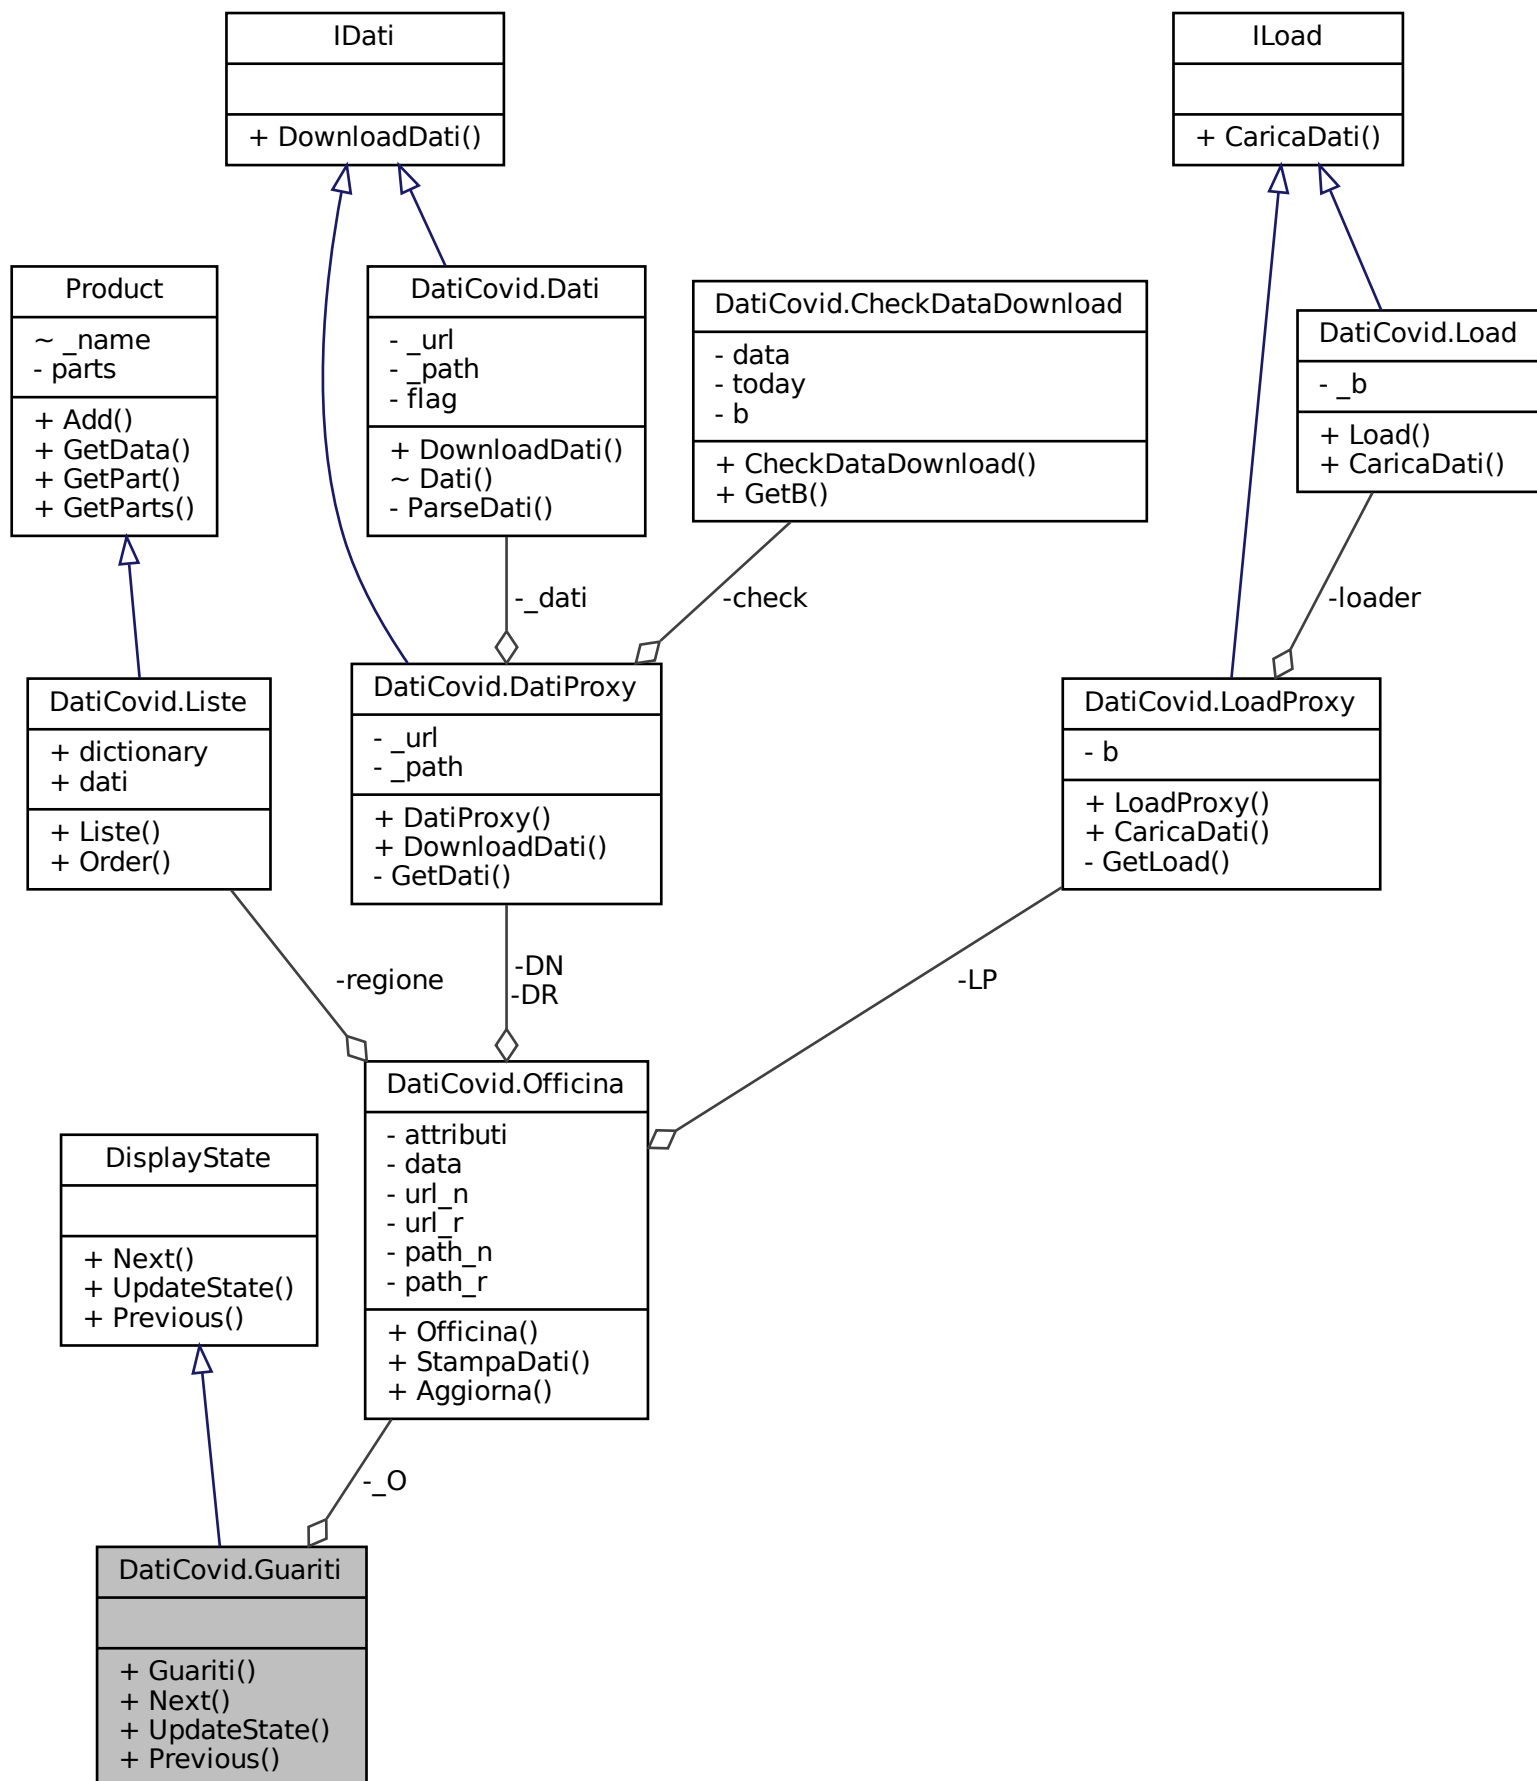 IDati
+ DownloadDati()
ILoad
+ CaricaDati()
Product
~ _name
- parts
+ Add()
+ GetData()
+ GetPart()
+ GetParts()
DatiCovid.Dati
- _url
- _path
- flag
+ DownloadDati()
~ Dati()
- ParseDati()
DatiCovid.CheckDataDownload
- data
- today
- b
+ CheckDataDownload()
+ GetB()
DatiCovid.Load
- _b
+ Load()
+ CaricaDati()
-_dati
-check
-loader
DatiCovid.Liste
+ dictionary
+ dati
+ Liste()
+ Order()
DatiCovid.DatiProxy
- _url
- _path
+ DatiProxy()
+ DownloadDati()
- GetDati()
DatiCovid.LoadProxy
- b
+ LoadProxy()
+ CaricaDati()
- GetLoad()
-regione
-DN
-DR
-LP
DatiCovid.Officina
- attributi
- data
- url_n
- url_r
- path_n
- path_r
+ Officina()
+ StampaDati()
+ Aggiorna()
DisplayState
+ Next()
+ UpdateState()
+ Previous()
-_O
DatiCovid.Guariti
+ Guariti()
+ Next()
+ UpdateState()
+ Previous()